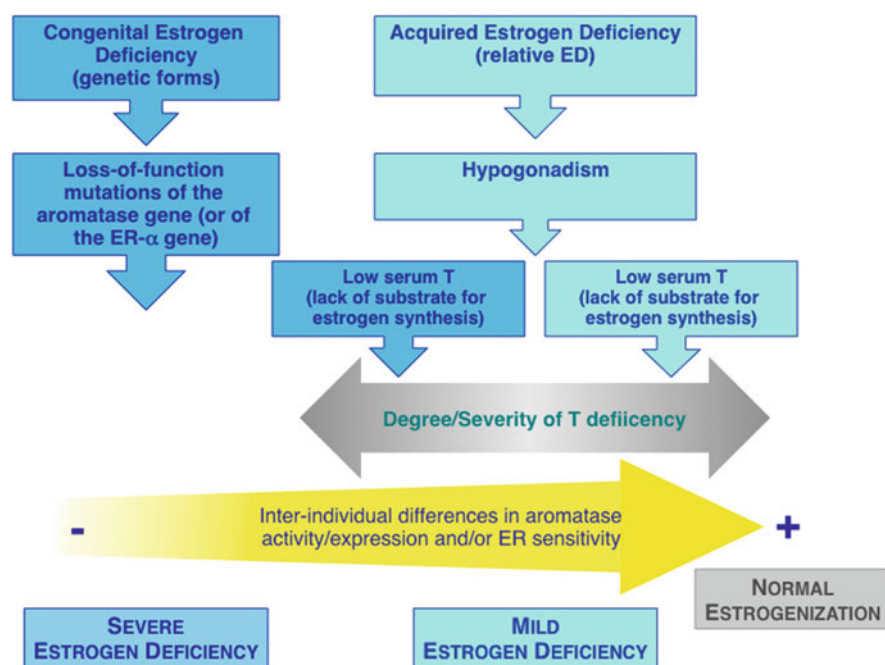 Congenital Estrogen
Deficiency
(genetic forms)
Acquired Estrogen Deficiency
(relative ED)
Loss-of-function
mutations of the
aromatase gene (or of
the ER-α gene)
Hypogonadism
Low serum T
(lack of substrate for
estrogen synthesis)
Low serum T
(lack of substrate for
estrogen synthesis)
Degree/Severity of T defiicency
-
Inter-individual differences in aromatase
activity/expression and/or ER sensitivity
+
NORMAL
ESTROGENIZATION
SEVERE
ESTROGEN DEFICIENCY
MILD
ESTROGEN DEFICIENCY